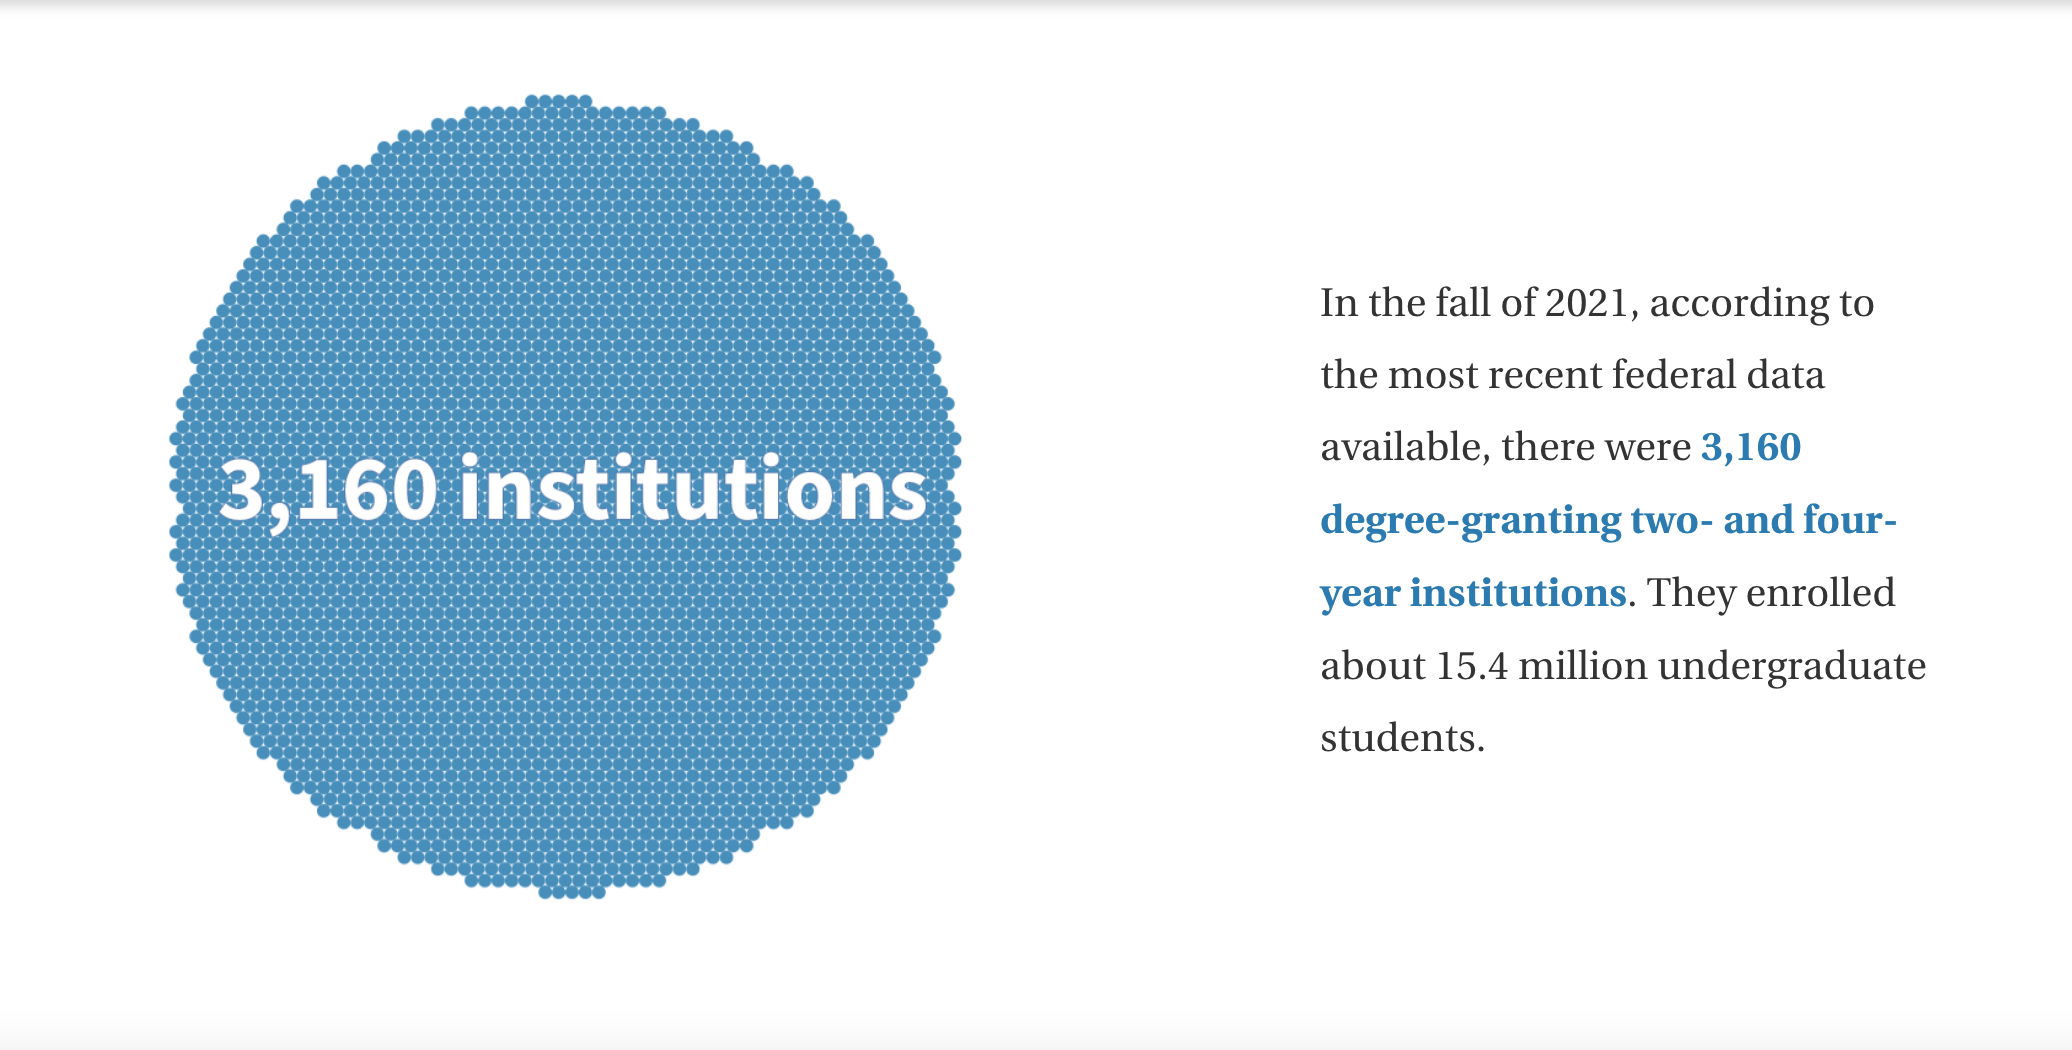 3,160 institutions
In the fall of 2021, according to
the most recent federal data
available, there were 3,160
degree-granting two- and four-
year institutions. They enrolled
about 15.4 million undergraduate
students.